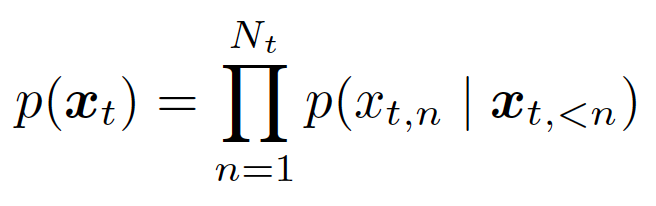 p(𝒙_t) = ∏_{n=1}^{N_t} p(x_{t,n} | 𝒙_{t,<n})